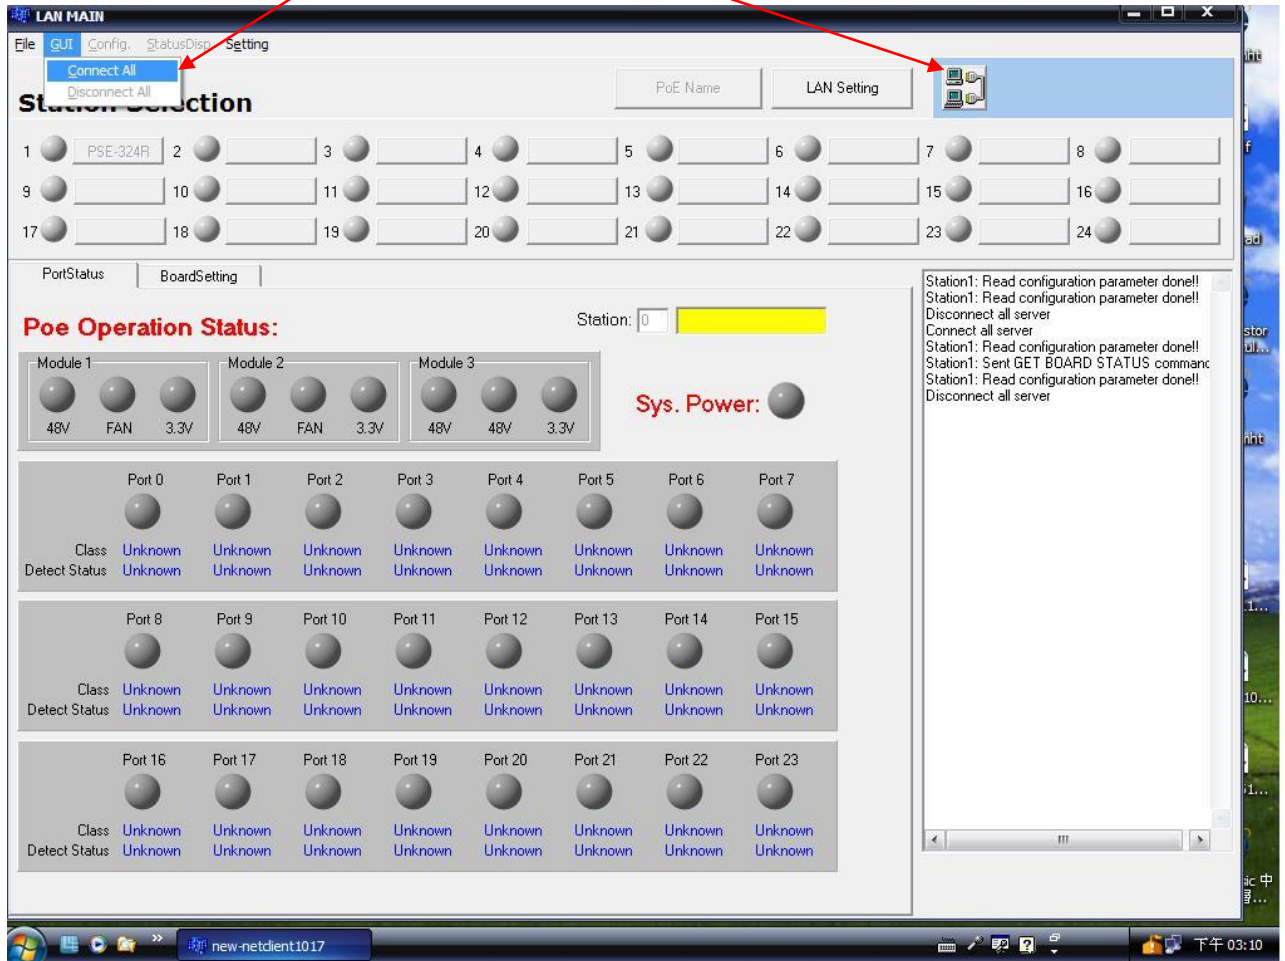 LAN MAIN
File GUI Config. StatusDisp Setting
Connect All
Disconnect All
Station Selection
PoE Name
LAN Setting
1 PSE-324R 2 3 4 5 6 7 8
9 10 11 12 13 14 15 16
17 18 19 20 21 22 23 24
PortStatus BoardSetting
Poe Operation Status:
Station: 0
Module 1 Module 2 Module 3
48V FAN 3.3V 48V FAN 3.3V 48V 48V 3.3V
Sys. Power:
Port 0 Port 1 Port 2 Port 3 Port 4 Port 5 Port 6 Port 7
Class Unknown Unknown Unknown Unknown Unknown Unknown Unknown Unknown
Detect Status Unknown Unknown Unknown Unknown Unknown Unknown Unknown Unknown
Port 8 Port 9 Port 10 Port 11 Port 12 Port 13 Port 14 Port 15
Class Unknown Unknown Unknown Unknown Unknown Unknown Unknown Unknown
Detect Status Unknown Unknown Unknown Unknown Unknown Unknown Unknown Unknown
Port 16 Port 17 Port 18 Port 19 Port 20 Port 21 Port 22 Port 23
Class Unknown Unknown Unknown Unknown Unknown Unknown Unknown Unknown
Detect Status Unknown Unknown Unknown Unknown Unknown Unknown Unknown Unknown
Station1: Read configuration parameter done!!
Station1: Read configuration parameter done!!
Disconnect all server
Connect all server
Station1: Read configuration parameter done!!
Station1: Sent GET BOARD STATUS command
Station1: Read configuration parameter done!!
Disconnect all server
new-netclient1017
下午 03:10